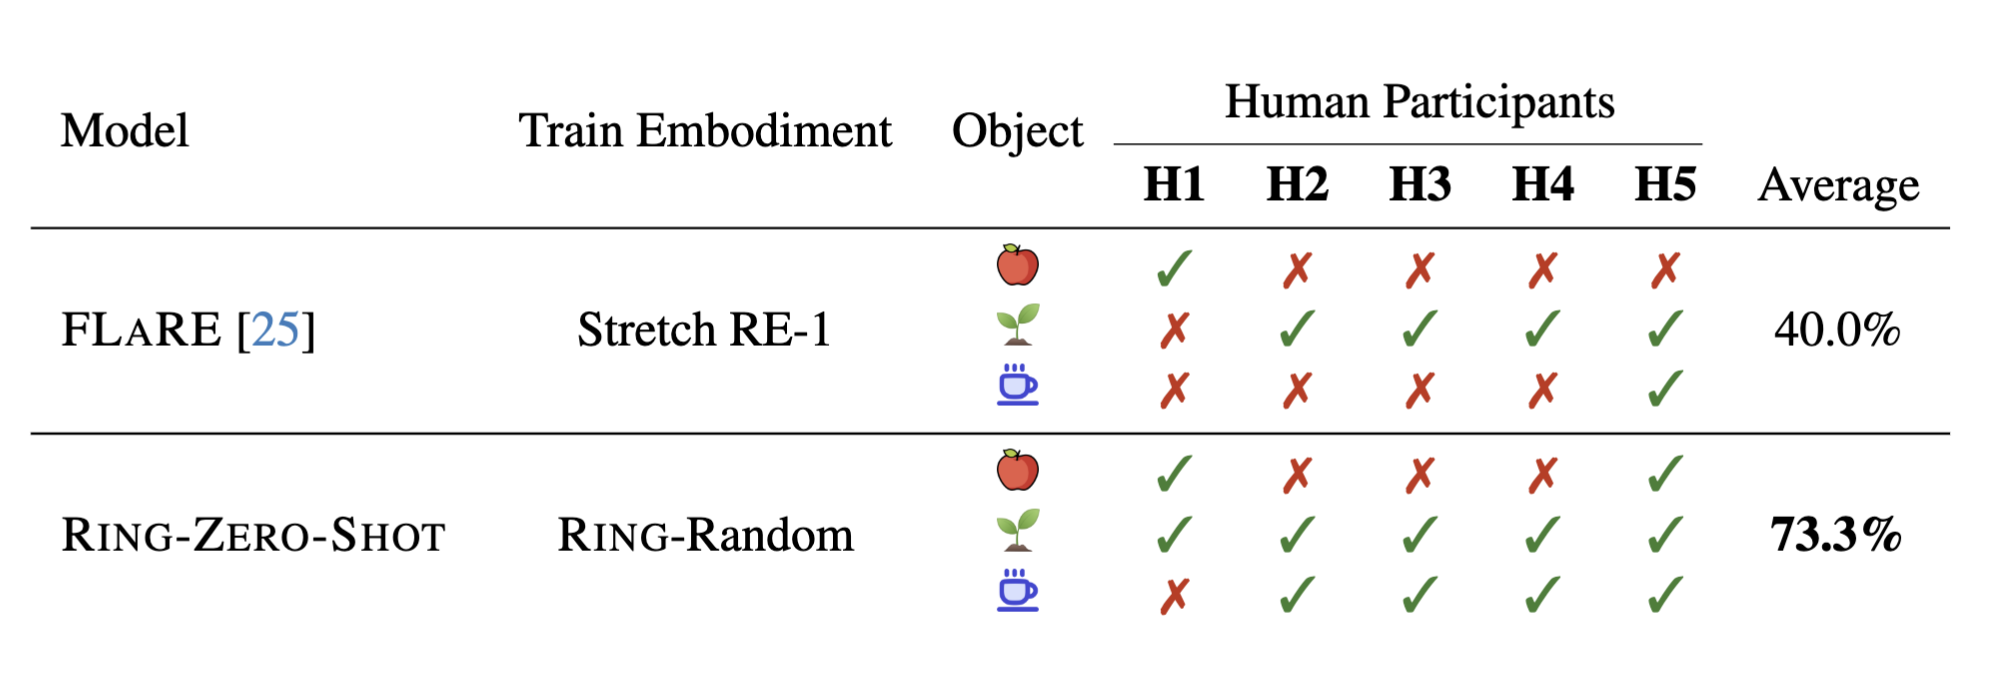 Human Participants
Model Train Embodiment Object
H1 H2 H3 H4 H5 Average
✓ ✗ ✗ ✗ ✗
FLARE [25] Stretch RE-1 ✗ ✓ ✓ ✓ ✓ 40.0%
✗ ✗ ✗ ✗ ✓
✓ ✗ ✗ ✗ ✓
RING-ZERO-SHOT RING-Random ✓ ✓ ✓ ✓ ✓ 73.3%
✗ ✓ ✓ ✓ ✓